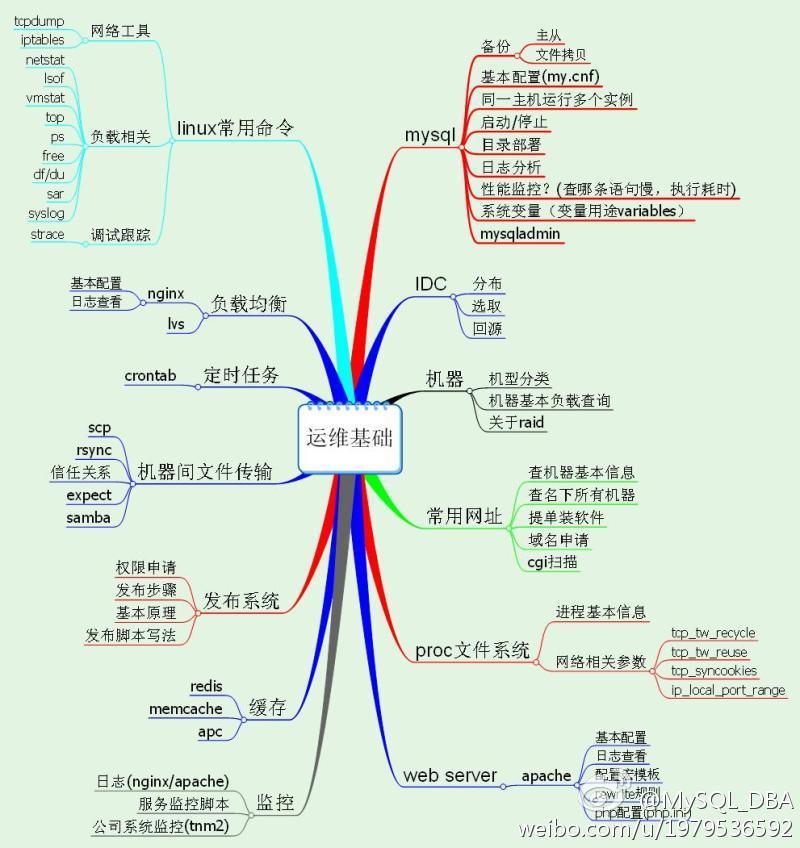 运维基础
linux常用命令
网络工具
tcpdump
iptables
负载相关
netstat
lsof
vmstat
top
ps
free
df/du
sar
syslog
调试跟踪
strace
负载均衡
nginx
基本配置
日志查看
lvs
定时任务
crontab
机器间文件传输
scp
rsync
信任关系
expect
samba
发布系统
权限申请
发布步骤
基本原理
发布脚本写法
缓存
redis
memcache
apc
监控
日志(nginx/apache)
服务监控脚本
公司系统监控(tnm2)
mysql
备份
主从
文件拷贝
基本配置(my.cnf)
同一主机运行多个实例
启动/停止
目录部署
日志分析
性能监控？(查哪条语句慢，执行耗时)
系统变量（变量用途variables）
mysqladmin
IDC
分布
选取
回源
机器
机型分类
机器基本负载查询
关于raid
常用网址
查机器基本信息
查名下所有机器
提单装软件
域名申请
cgi扫描
proc文件系统
进程基本信息
网络相关参数
tcp_tw_recycle
tcp_tw_reuse
tcp_syncookies
ip_local_port_range
web server
apache
基本配置
日志查看
配置密模板
rewrite规则
php配置(php.ini)
@MySQL_DBA
weibo.com/u/1979536592